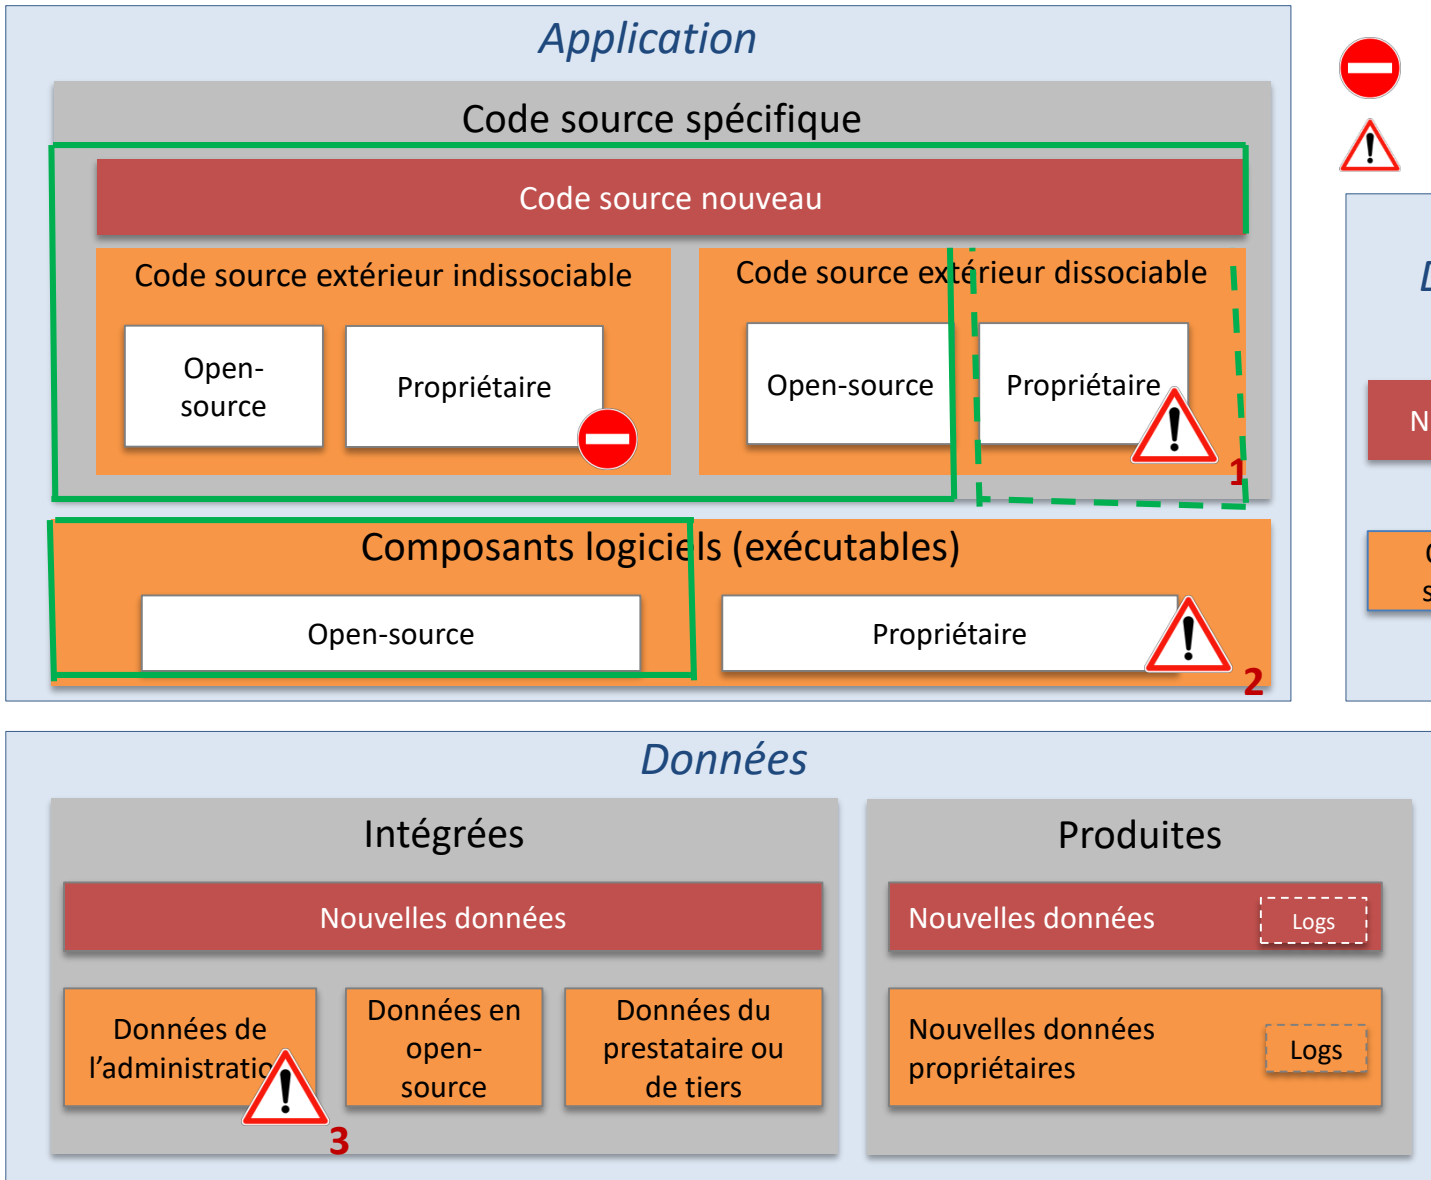 Application
Code source spécifique
Code source nouveau
Code source extérieur indissociable
Code source extérieur dissociable
Open-
source
Propriétaire
Open-source
Propriétaire
1
Composants logiciels (exécutables)
Open-source
Propriétaire
2
Données
Intégrées
Produites
Nouvelles données
Nouvelles données
Logs
Données de
l’administration
3
Données en
open-
source
Données du
prestataire ou
de tiers
Nouvelles données
propriétaires
Logs